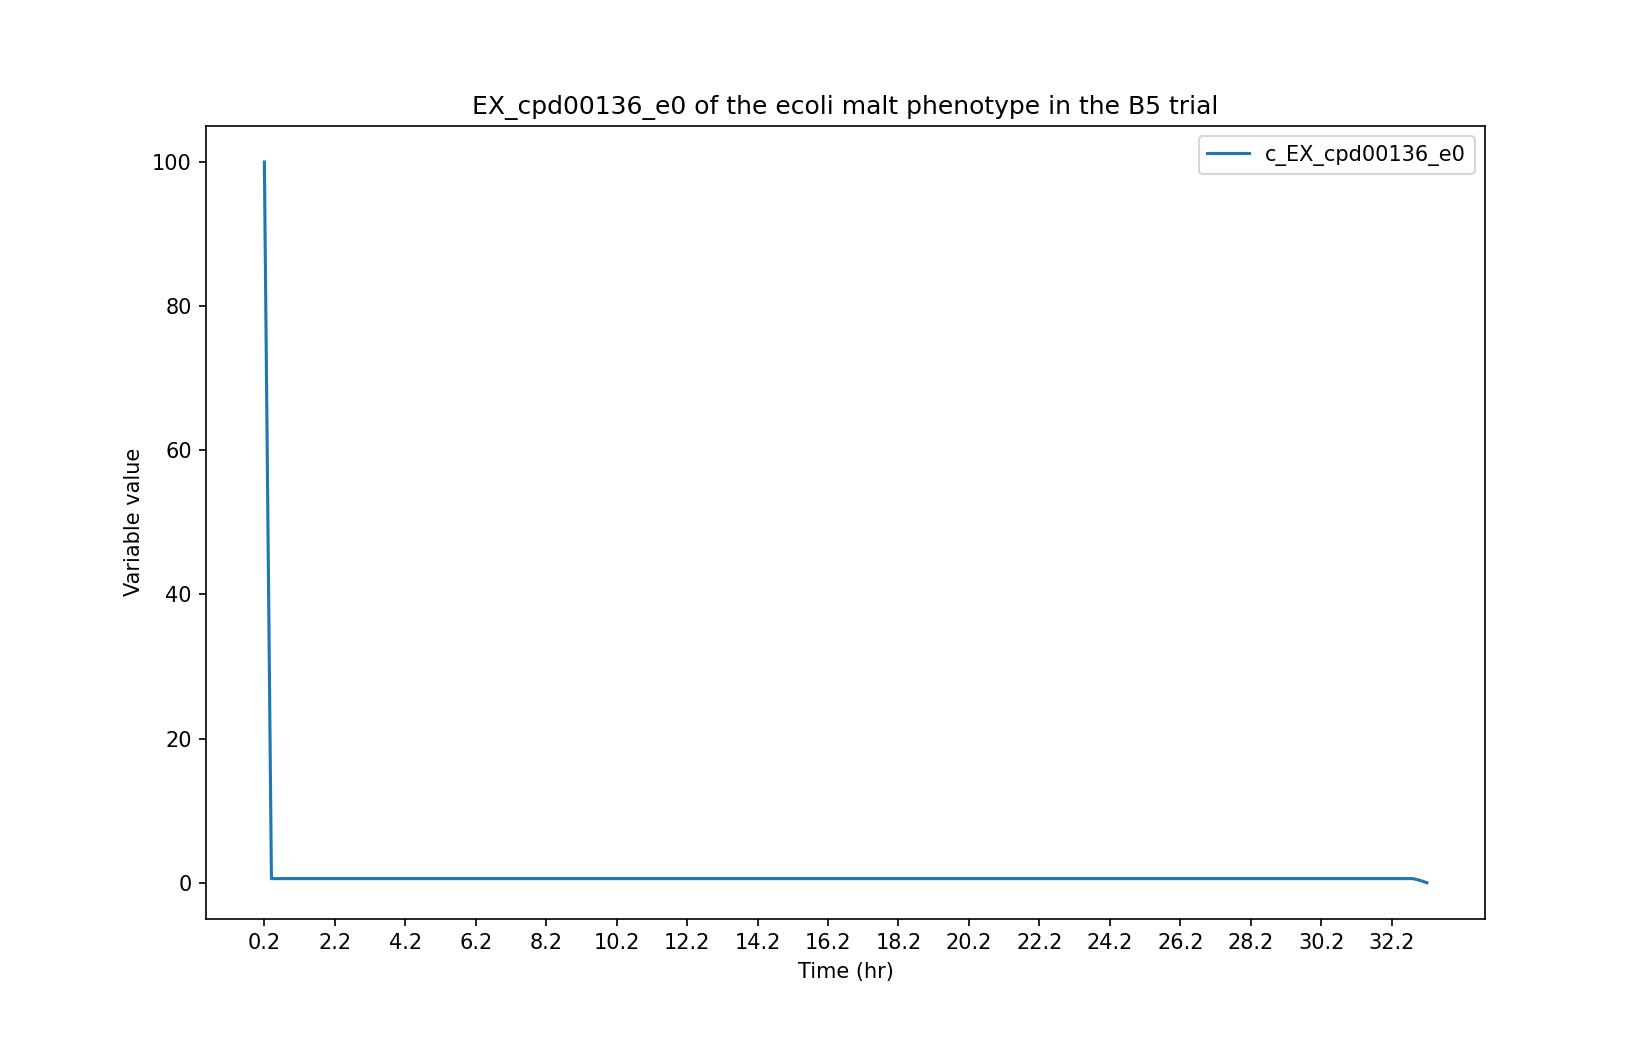 EX_cpd00136_e0 of the ecoli malt phenotype in the B5 trial
c_EX_cpd00136_e0
100
80
60
40
20
0
Variable value
0.2 2.2 4.2 6.2 8.2 10.2 12.2 14.2 16.2 18.2 20.2 22.2 24.2 26.2 28.2 30.2 32.2
Time (hr)